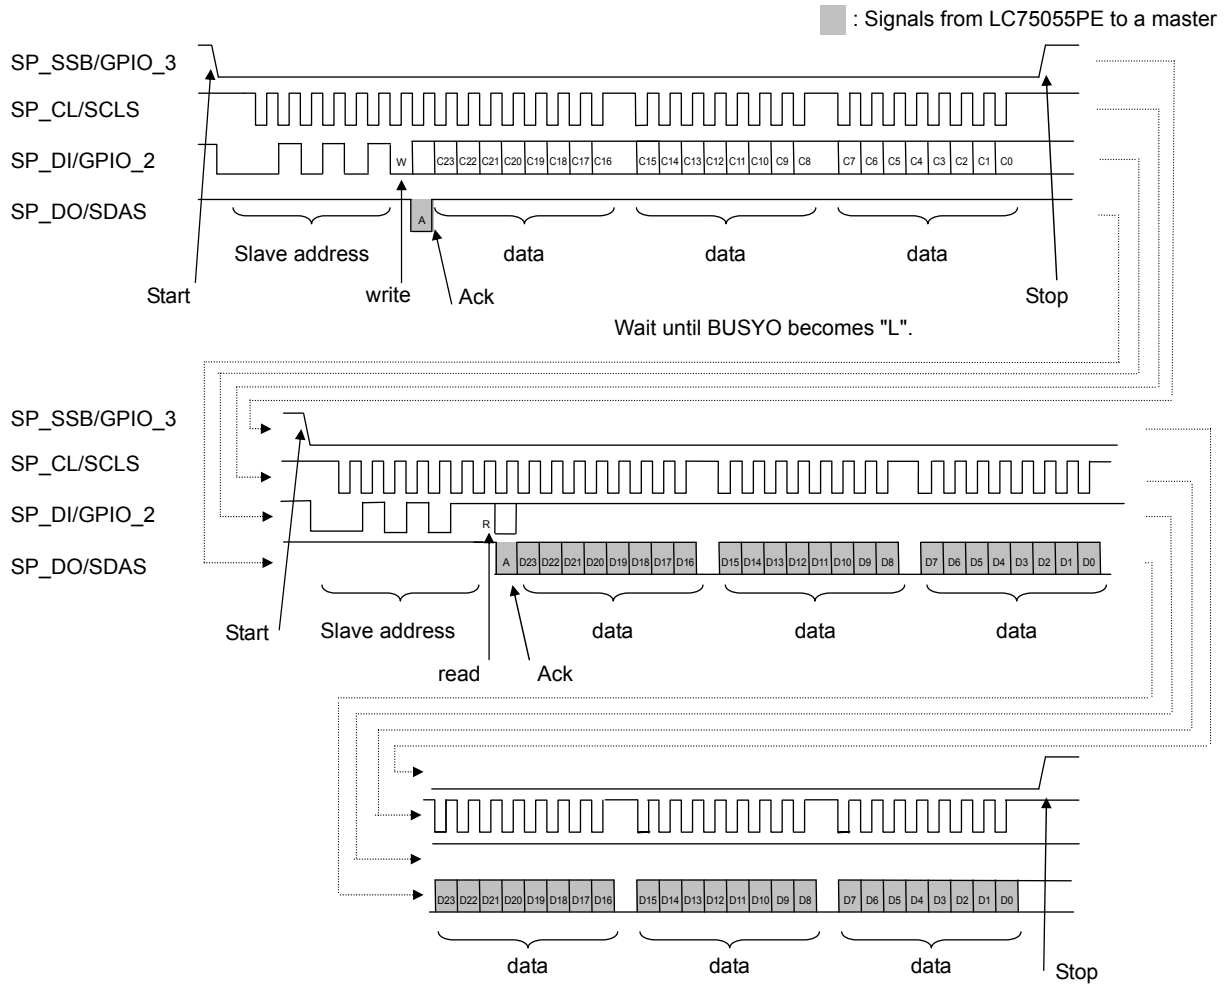 : Signals from LC75055PE to a master
SP_SSB/GPIO_3
SP_CL/SCLS
SP_DI/GPIO_2 W C23 C22 C21 C20 C19 C18 C17 C16 C15 C14 C13 C12 C11 C10 C9 C8 C7 C6 C5 C4 C3 C2 C1 C0
SP_DO/SDAS A
Slave address data data data
Start write Ack Stop
Wait until BUSYO becomes "L".
SP_SSB/GPIO_3
SP_CL/SCLS
SP_DI/GPIO_2 R
SP_DO/SDAS A D23 D22 D21 D20 D19 D18 D17 D16 D15 D14 D13 D12 D11 D10 D9 D8 D7 D6 D5 D4 D3 D2 D1 D0
Start Slave address data data data
read Ack
D23 D22 D21 D20 D19 D18 D17 D16 D15 D14 D13 D12 D11 D10 D9 D8 D7 D6 D5 D4 D3 D2 D1 D0
data data data Stop